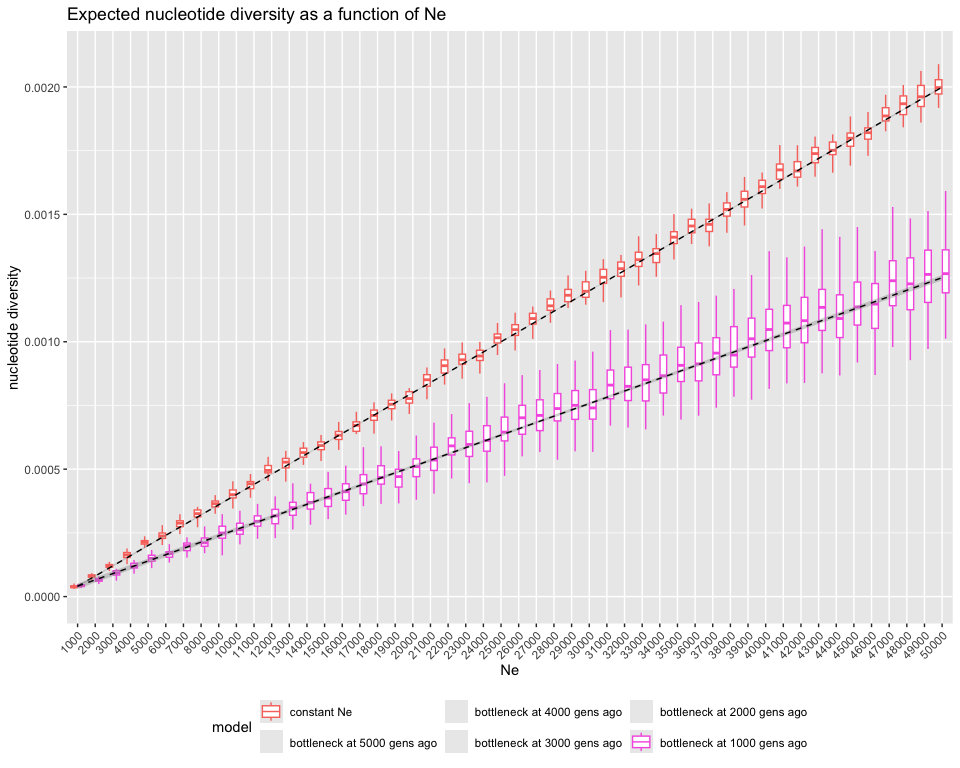 Expected nucleotide diversity as a function of Ne
nucleotide diversity
0.0020
0.0015
0.0010
0.0005
0.0000
1000 2000 3000 4000 5000 6000 7000 8000 9000 10000 11000 12000 13000 14000 15000 16000 17000 18000 19000 20000 21000 22000 23000 24000 25000 26000 27000 28000 29000 30000 31000 32000 33000 34000 35000 36000 37000 38000 39000 40000 41000 42000 43000 44000 45000 46000 47000 48000 49000 50000
Ne
model
constant Ne
bottleneck at 5000 gens ago
bottleneck at 4000 gens ago
bottleneck at 3000 gens ago
bottleneck at 2000 gens ago
bottleneck at 1000 gens ago